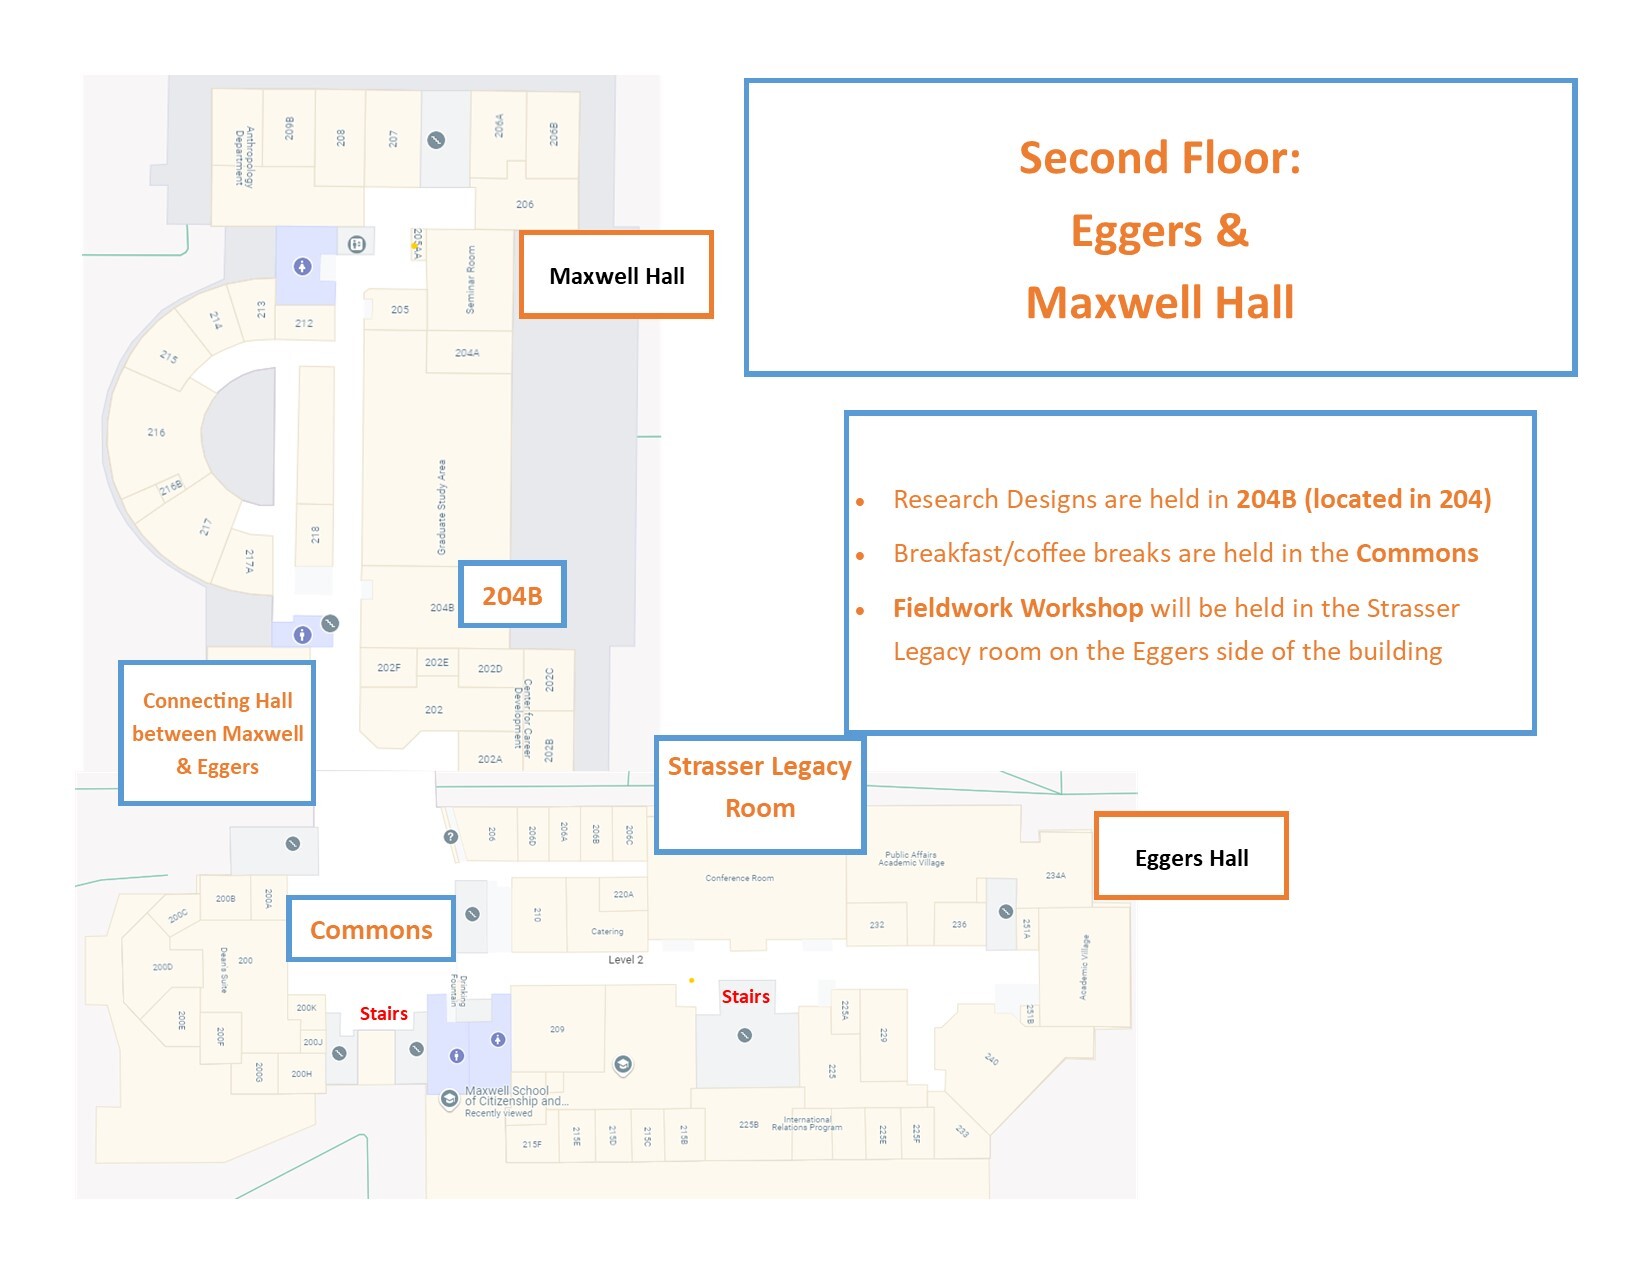 Second Floor:
Eggers &
Maxwell Hall
Research Designs are held in 204B (located in 204)
Breakfast/coffee breaks are held in the Commons
Fieldwork Workshop will be held in the Strasser
Legacy room on the Eggers side of the building
Maxwell Hall
Anthropology
Department
209B
208
207
206A
206B
206
205AA
Seminar Room
205
204A
212
213
214
215
216
216B
217
217A
218
Graduate Study Area
204B
204B
202F
202E
202D
202C
202
Center for Career
Development
202A
202B
Connecting Hall
between Maxwell
& Eggers
Strasser Legacy
Room
Eggers Hall
?
206
206D
206A
206B
206C
Conference Room
Public Affairs
Academic Village
234A
200B
200A
200C
Commons
210
220A
Catering
232
236
251A
200D
Dean's Suite
200
Level 2
Academic Village
Drinking
Fountain
Stairs
Stairs
200K
200E
200F
200J
200G
200H
209
225A
229
225
251B
240
Maxwell School
of Citizenship and...
Recently viewed
215F
215E
215D
215C
215B
225B
International
Relations Program
225E
225F
233